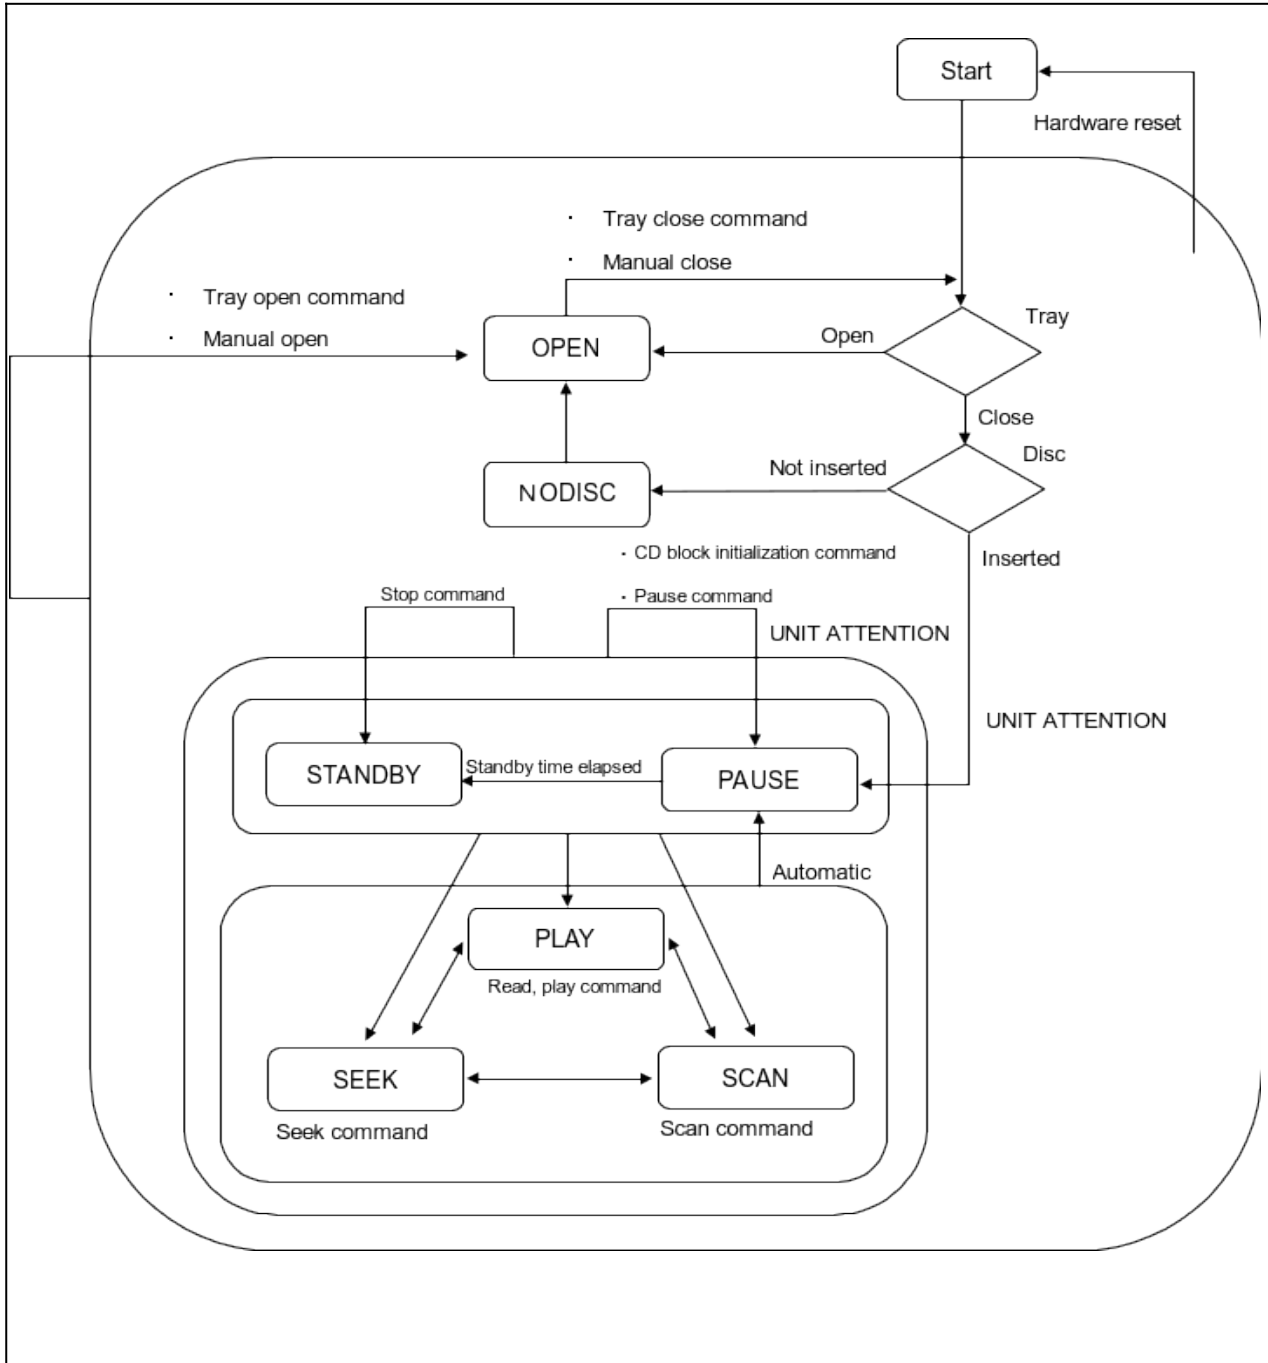 Start
Hardware reset
· Tray close command
· Manual close
· Tray open command
· Manual open
OPEN
Open
Tray
Close
NODISC
Not inserted
Disc
· CD block initialization command
Inserted
Stop command
· Pause command
UNIT ATTENTION
UNIT ATTENTION
STANDBY
Standby time elapsed
PAUSE
Automatic
PLAY
Read, play command
SEEK
SCAN
Seek command
Scan command